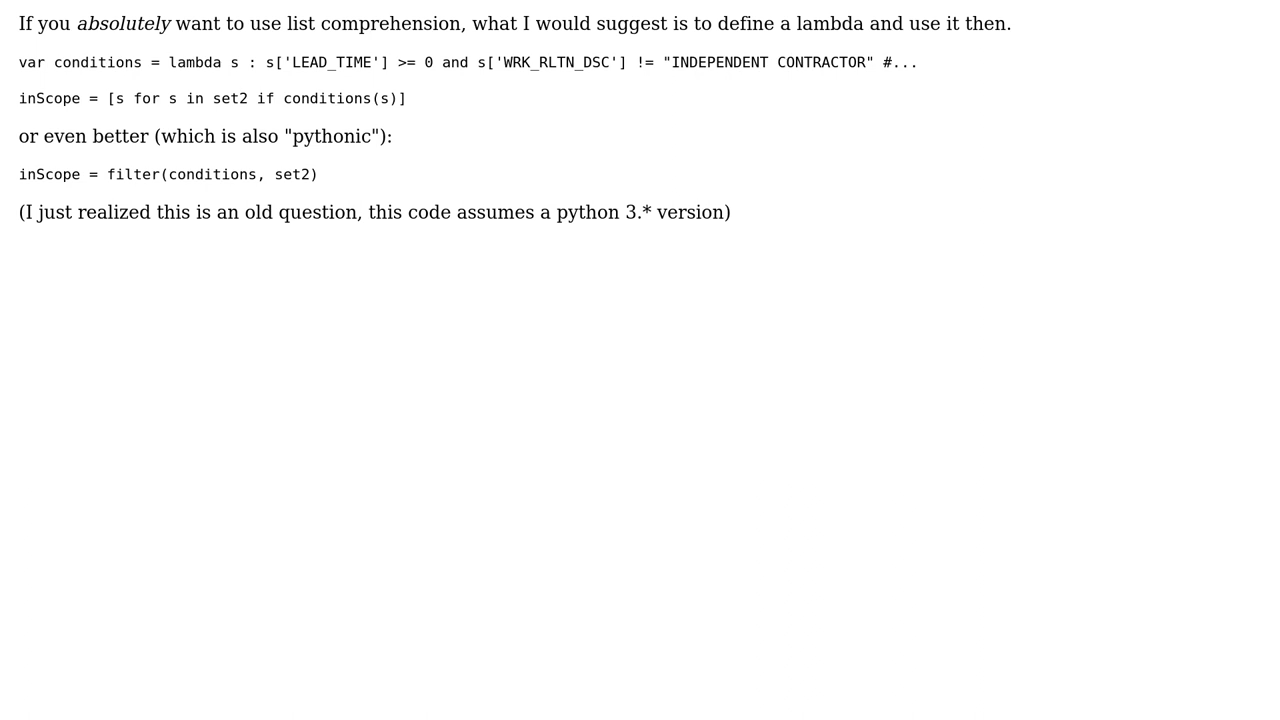 If you absolutely want to use list comprehension, what I would suggest is to define a lambda and use it then.
var conditions = lambda s : s['LEAD_TIME'] >= 0 and s['WRK_RLTN_DSC'] != "INDEPENDENT CONTRACTOR" #...
inScope = [s for s in set2 if conditions(s)]
or even better (which is also "pythonic"):
inScope = filter(conditions, set2)
(I just realized this is an old question, this code assumes a python 3.* version)